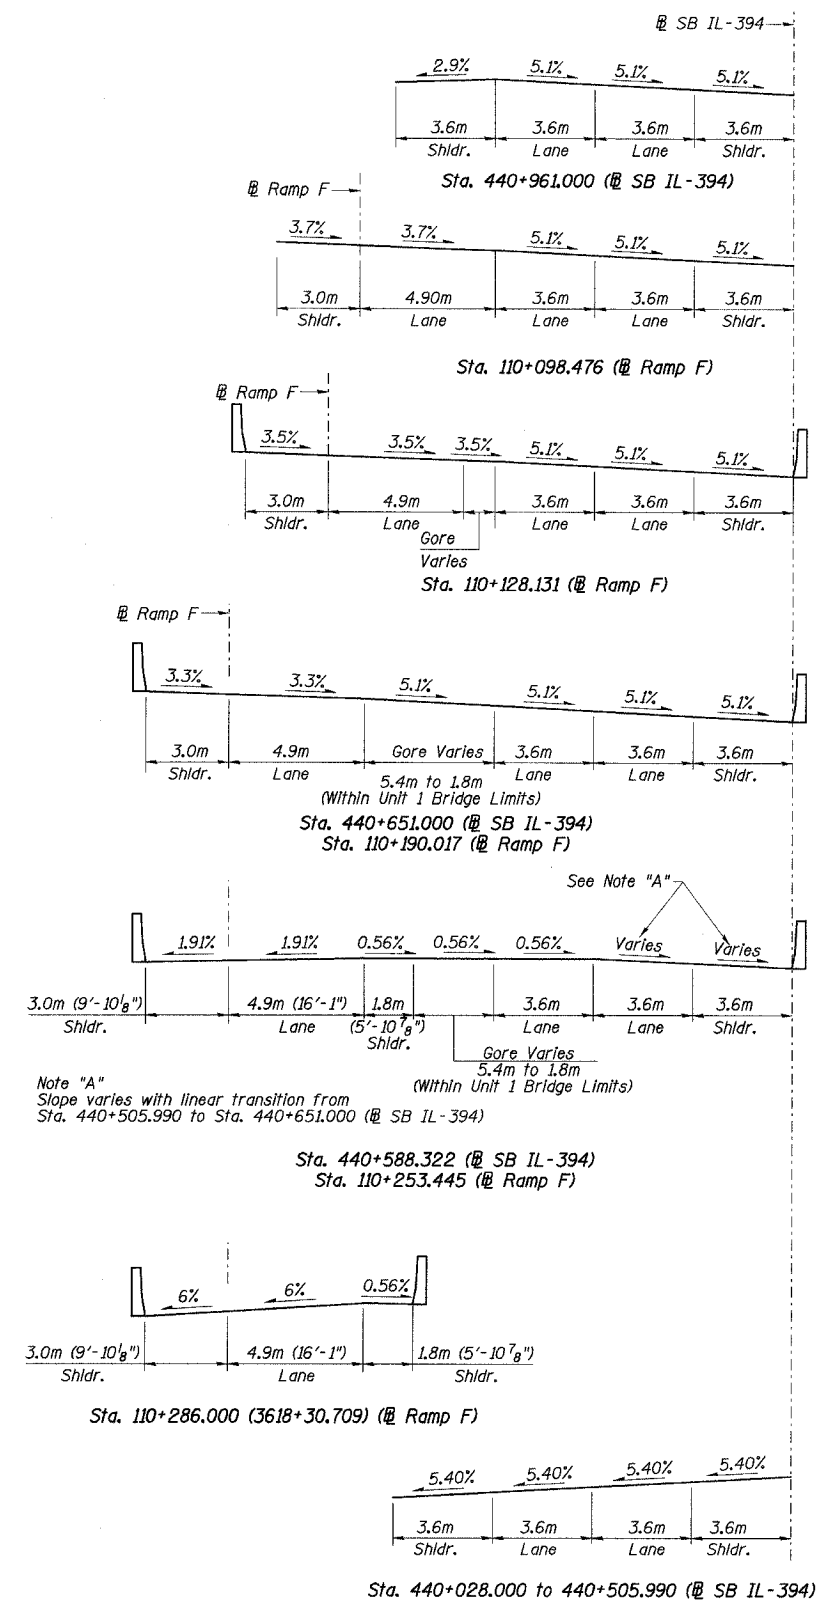 ℄ SB IL-394
2.9% 5.1% 5.1% 5.1%
3.6m 3.6m 3.6m 3.6m
Shldr. Lane Lane Shldr.
Sta. 440+961.000 (℄ SB IL-394)
℄ Ramp F
3.7% 3.7% 5.1% 5.1% 5.1%
3.0m 4.90m 3.6m 3.6m 3.6m
Shldr. Lane Lane Lane Shldr.
Sta. 110+098.476 (℄ Ramp F)
℄ Ramp F
3.5% 3.5% 3.5% 5.1% 5.1% 5.1%
3.0m 4.9m 3.6m 3.6m 3.6m
Shldr. Lane Lane Lane Shldr.
Gore
Varies
Sta. 110+128.131 (℄ Ramp F)
℄ Ramp F
3.3% 3.3% 5.1% 5.1% 5.1% 5.1%
3.0m 4.9m Gore Varies 3.6m 3.6m 3.6m
Shldr. Lane Lane Lane Shldr.
5.4m to 1.8m
(Within Unit 1 Bridge Limits)
Sta. 440+651.000 (℄ SB IL-394)
Sta. 110+190.017 (℄ Ramp F)
See Note "A"
1.91% 1.91% 0.56% 0.56% 0.56% Varies Varies
3.0m (9'-10⅛") 4.9m (16'-1") 1.8m 3.6m 3.6m 3.6m
Shldr. Lane (5'-10⅞") Lane Lane Shldr.
Shldr.
Gore Varies
5.4m to 1.8m
(Within Unit 1 Bridge Limits)
Note "A"
Slope varies with linear transition from
Sta. 440+505.990 to Sta. 440+651.000 (℄ SB IL-394)
Sta. 440+588.322 (℄ SB IL-394)
Sta. 110+253.445 (℄ Ramp F)
6% 6% 0.56%
3.0m (9'-10⅛") 4.9m (16'-1") 1.8m (5'-10⅞")
Shldr. Lane Shldr.
Sta. 110+286.000 (3618+30.709) (℄ Ramp F)
5.40% 5.40% 5.40% 5.40%
3.6m 3.6m 3.6m 3.6m
Shldr. Lane Lane Shldr.
Sta. 440+028.000 to 440+505.990 (℄ SB IL-394)